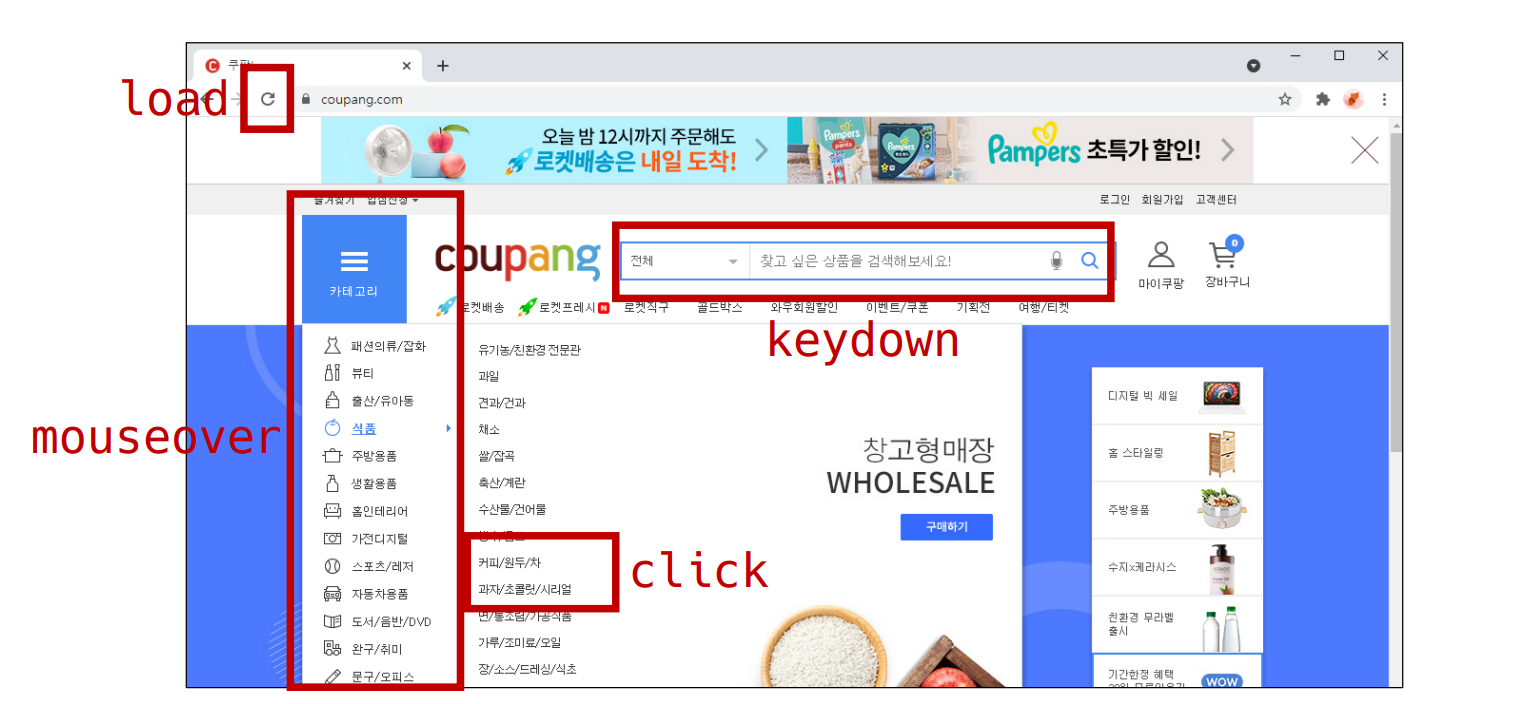 쿠팡!
load
coupang.com
오늘 밤 12시까지 주문해도
로켓배송은 내일 도착!
Pampers 초특가 할인!
즐겨찾기 입점신청
로그인 회원가입 고객센터
카테고리
coupang
전체
찾고 싶은 상품을 검색해보세요!
마이쿠팡
0
장바구니
로켓배송 로켓프레시 N 로켓직구 골드박스 와우회원할인 이벤트/쿠폰 기획전 여행/티켓
keydown
mouseover
패션의류/잡화
뷰티
출산/유아동
식품
주방용품
생활용품
홈인테리어
가전디지털
스포츠/레저
자동차용품
도서/음반/DVD
완구/취미
문구/오피스
유기농/친환경 전문관
과일
견과/건과
채소
쌀/잡곡
축산/계란
수산물/건어물
커피/원두/차
과자/초콜릿/시리얼
면/통조림/가공식품
가루/조미료/오일
장/소스/드레싱/식초
click
창고형매장
WHOLESALE
구매하기
디지털 빅 세일
홈 스타일링
주방용품
수지x케라시스
친환경 무라벨
출시
기간한정 혜택
WOW